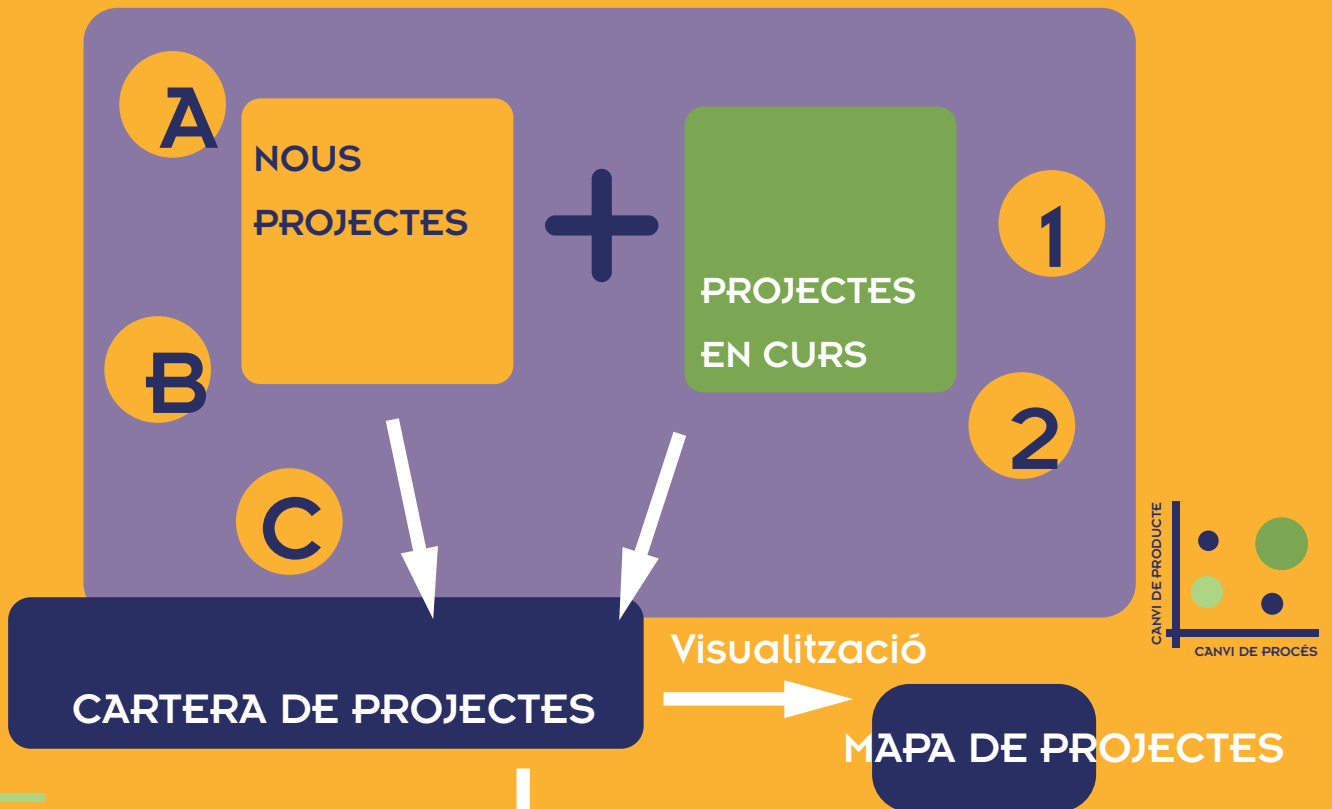 A
NOUS
PROJECTES
1
PROJECTES
EN CURS
B
2
C
CANVI DE PRODUCTE
CANVI DE PROCÉS
Visualització
CARTERA DE PROJECTES
MAPA DE PROJECTES